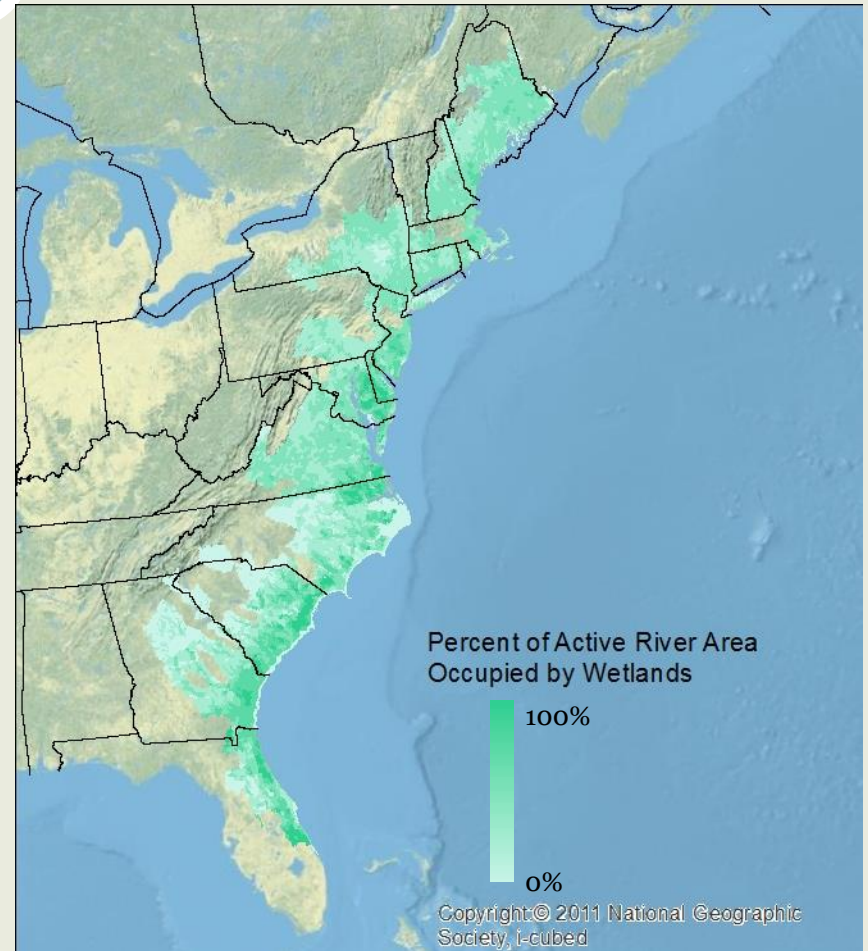 Percent of Active River Area
Occupied by Wetlands
100%
0%
Copyright:© 2011 National Geographic
Society, i-cubed